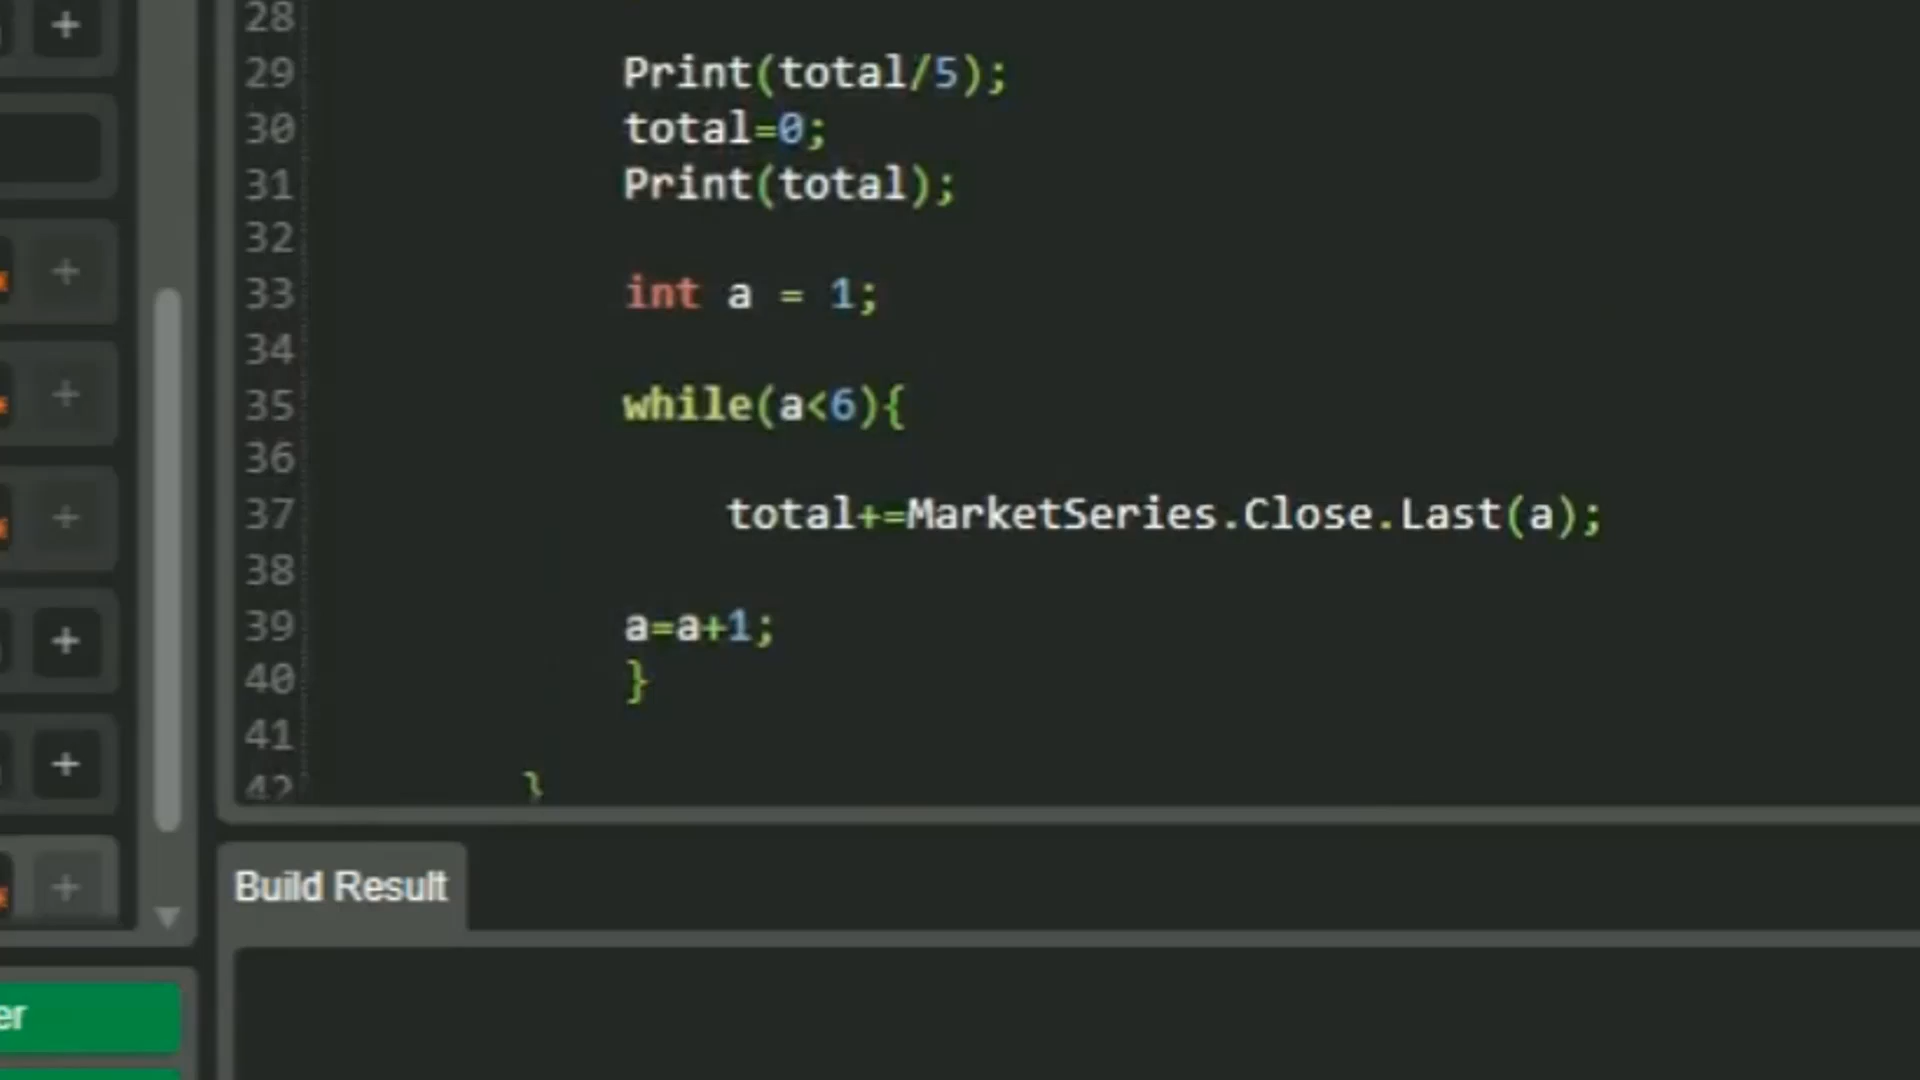 28
29 Print(total/5);
30 total=0;
31 Print(total);
32
33 int a = 1;
34
35 while(a<6){
36
37 total+=MarketSeries.Close.Last(a);
38
39 a=a+1;
40 }
41
42 }
Build Result
er